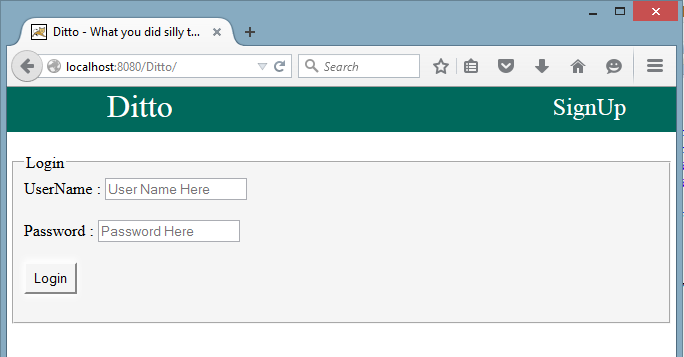 Ditto - What you did silly t...
localhost:8080/Ditto/
Search
Ditto
SignUp
Login
UserName : User Name Here
Password : Password Here
Login